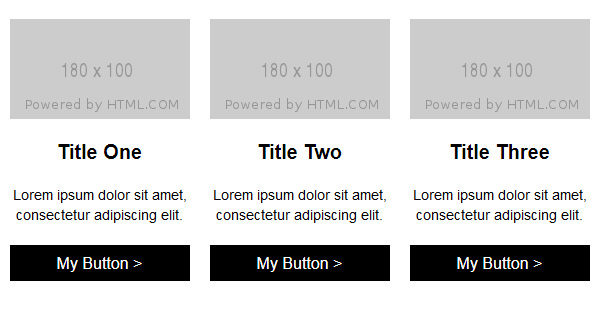 180 x 100
Powered by HTML.COM
Title One
Lorem ipsum dolor sit amet,
consectetur adipiscing elit.
My Button >
180 x 100
Powered by HTML.COM
Title Two
Lorem ipsum dolor sit amet,
consectetur adipiscing elit.
My Button >
180 x 100
Powered by HTML.COM
Title Three
Lorem ipsum dolor sit amet,
consectetur adipiscing elit.
My Button >